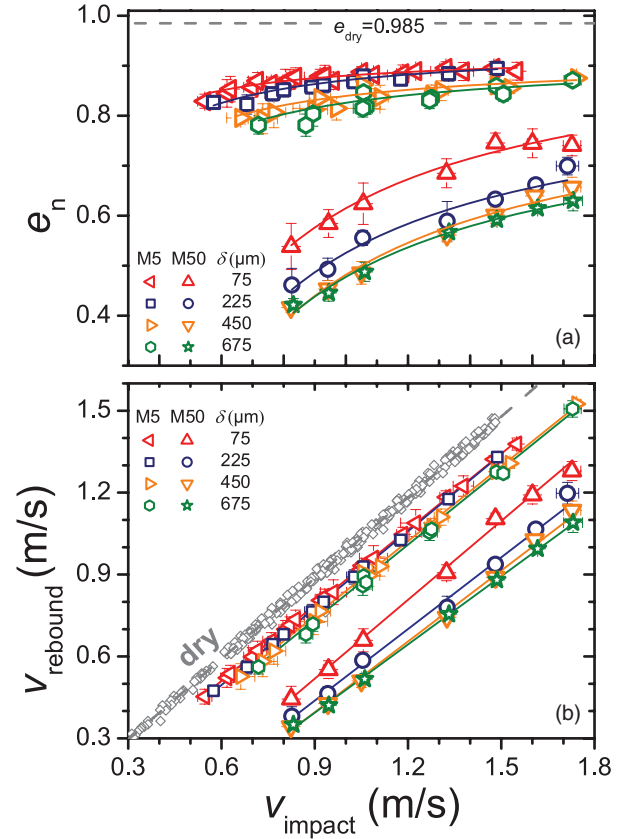 1.0
0.8
0.6
0.4
e_n
e_dry=0.985
M5 M50 δ(μm)
75
225
450
675
(a)
1.5
1.2
0.9
0.6
0.3
v_rebound (m/s)
M5 M50 δ(μm)
75
225
450
675
dry
(b)
0.3 0.6 0.9 1.2 1.5 1.8
v_impact (m/s)